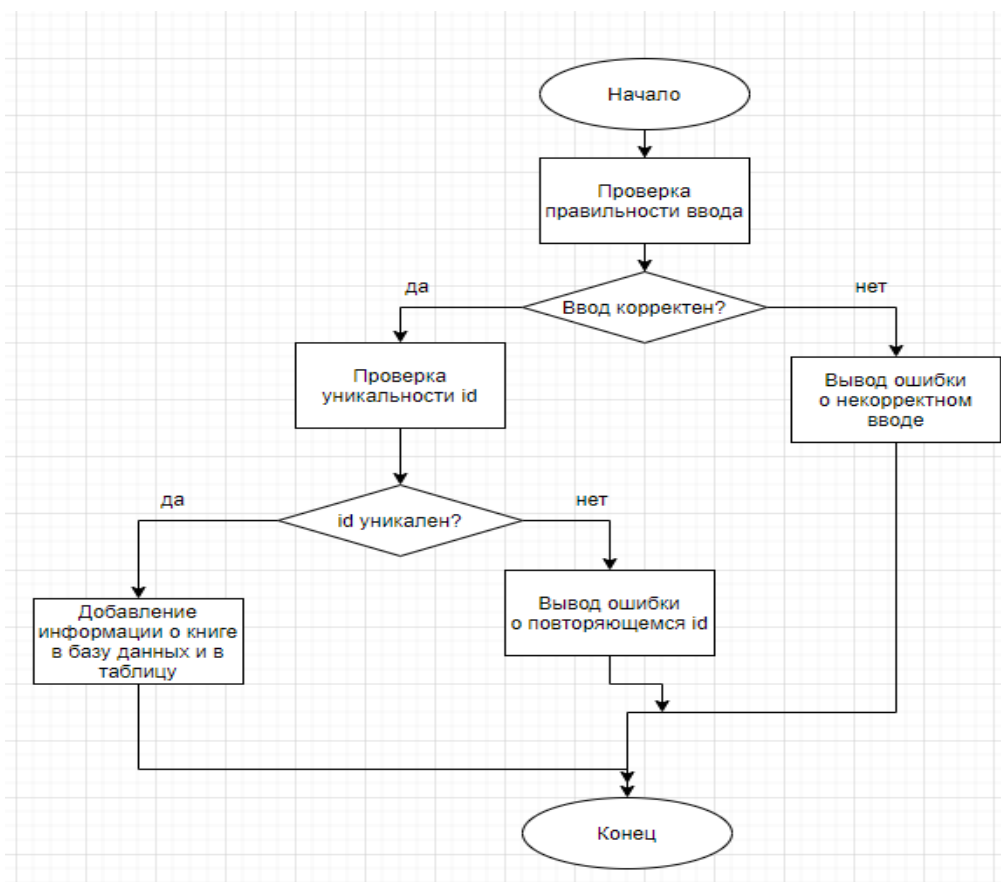 Начало
Проверка
правильности ввода
да
Ввод корректен?
нет
Проверка
уникальности id
Вывод ошибки
о некорректном
вводе
да
id уникален?
нет
Добавление
информации о книге
в базу данных и в
таблицу
Вывод ошибки
о повторяющемся id
Конец